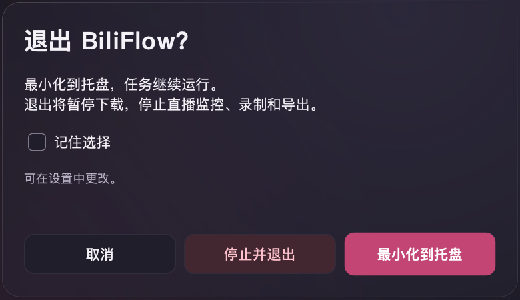 退出 BiliFlow?
最小化到托盘，任务继续运行。
退出将暂停下载，停止直播监控、录制和导出。
记住选择
可在设置中更改。
取消
停止并退出
最小化到托盘